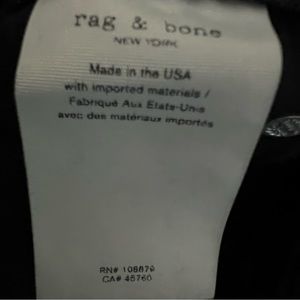 rag & bone
NEW YORK
Made in the USA
with imported materials /
Fabriqué Aux Etats-Unis
avec des matériaux importés
RN# 108879
CA# 45760